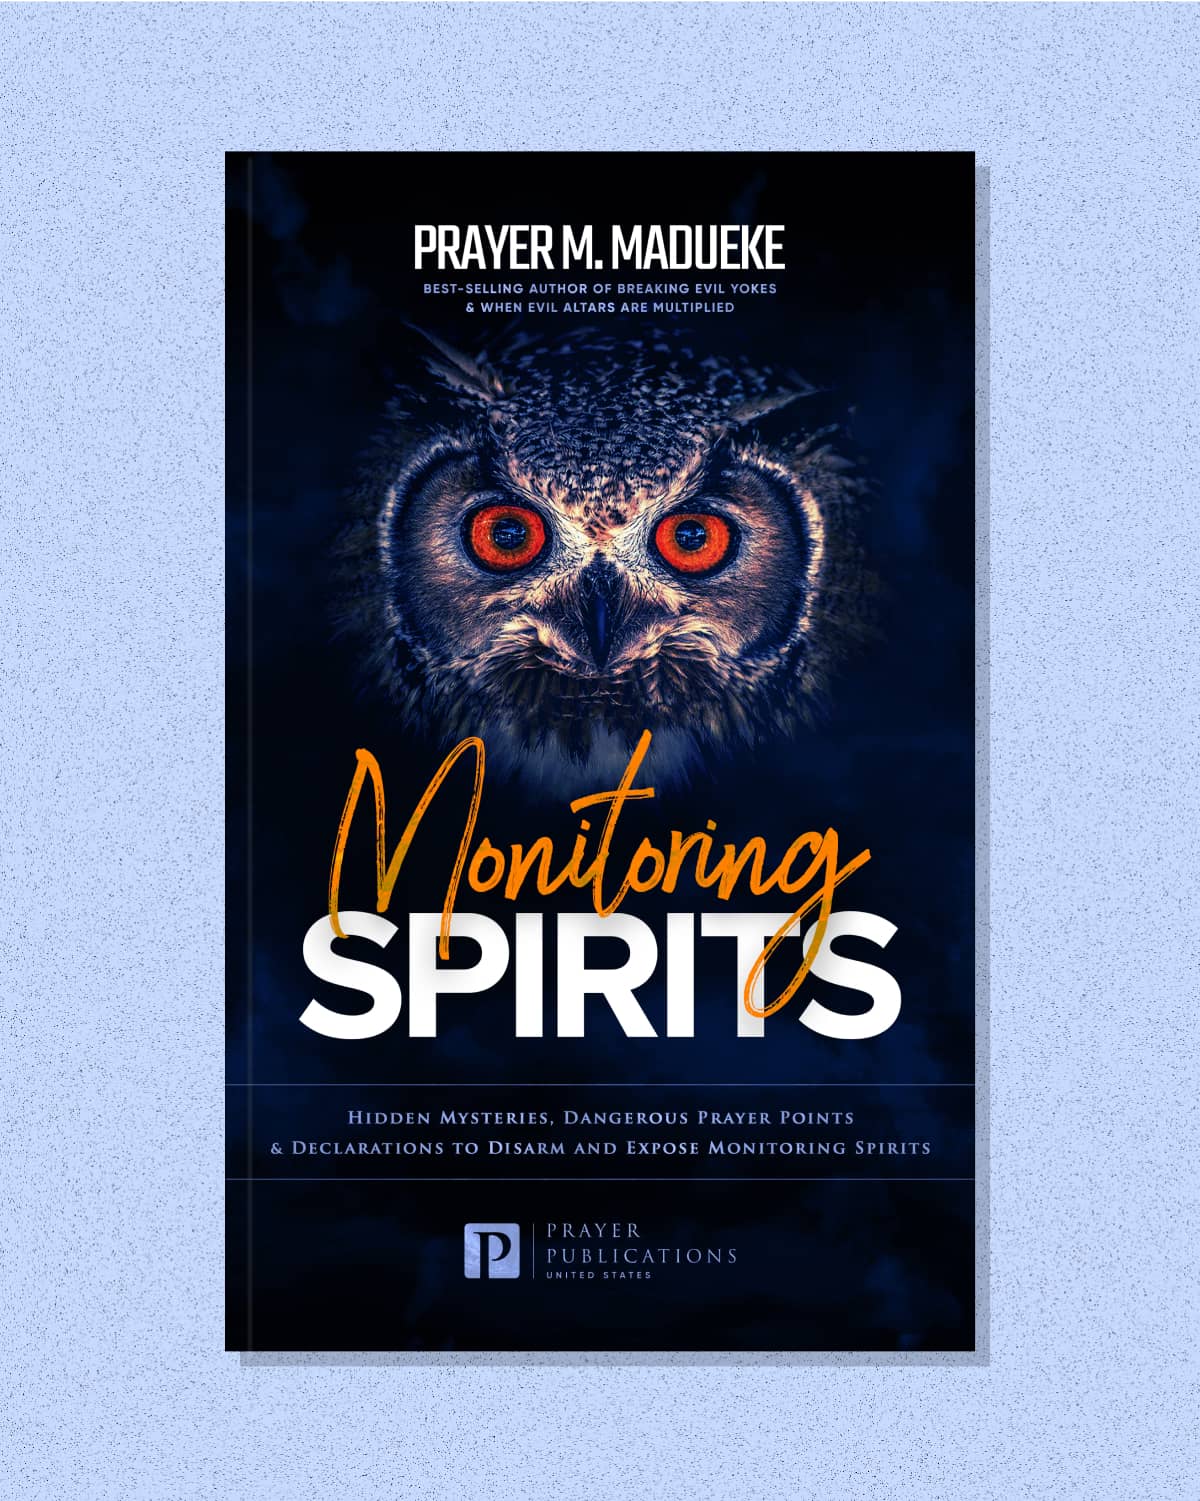 PRAYER M. MADUEKE
BEST-SELLING AUTHOR OF BREAKING EVIL YOKES
& WHEN EVIL ALTARS ARE MULTIPLIED
Monitoring
SPIRITS
HIDDEN MYSTERIES, DANGEROUS PRAYER POINTS
& DECLARATIONS TO DISARM AND EXPOSE MONITORING SPIRITS
P
PRAYER
PUBLICATIONS
UNITED STATES